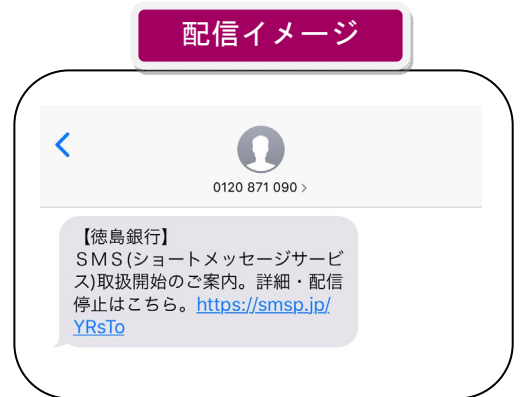 配信イメージ
0120 871 090 >
【徳島銀行】
ＳＭＳ(ショートメッセージサービ
ス)取扱開始のご案内。詳細・配信
停止はこちら。https://smsp.jp/
YRsTo